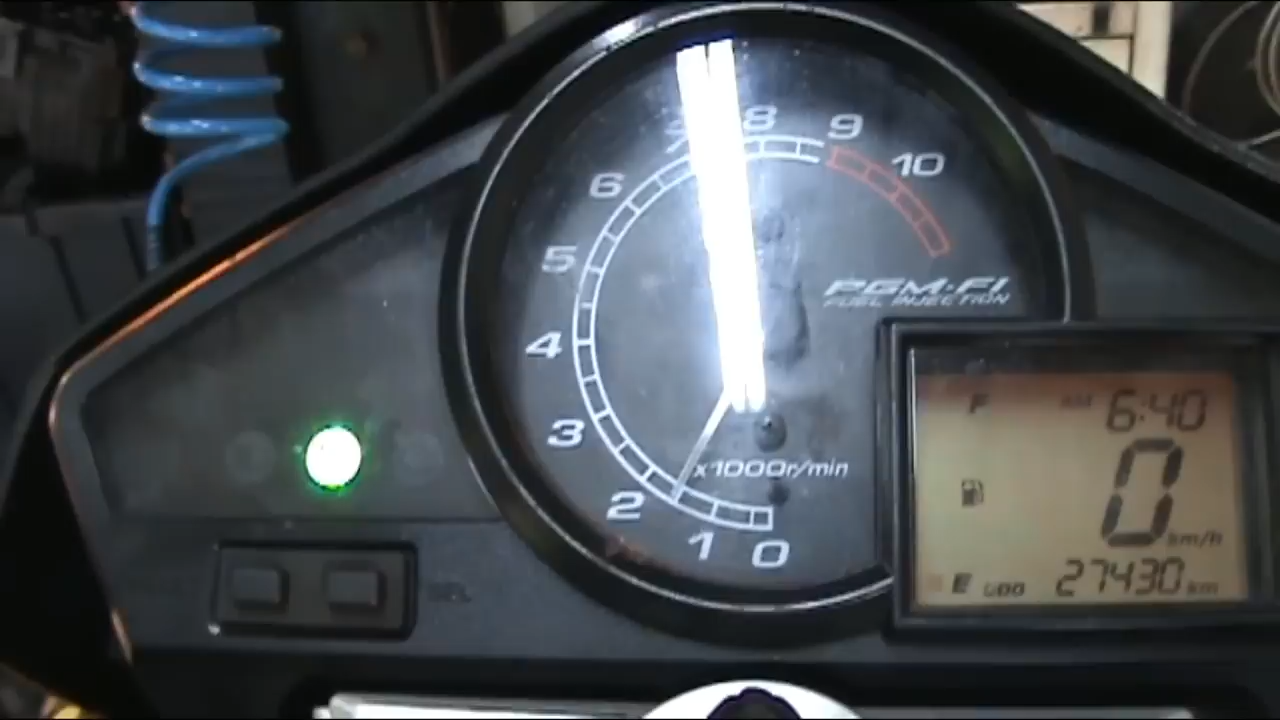 8
9
10
6
5
4
3
2
1
0
PGM-FI
FUEL INJECTION
x1000r/min
F
AM 6:40
0
km/h
E
27430 km